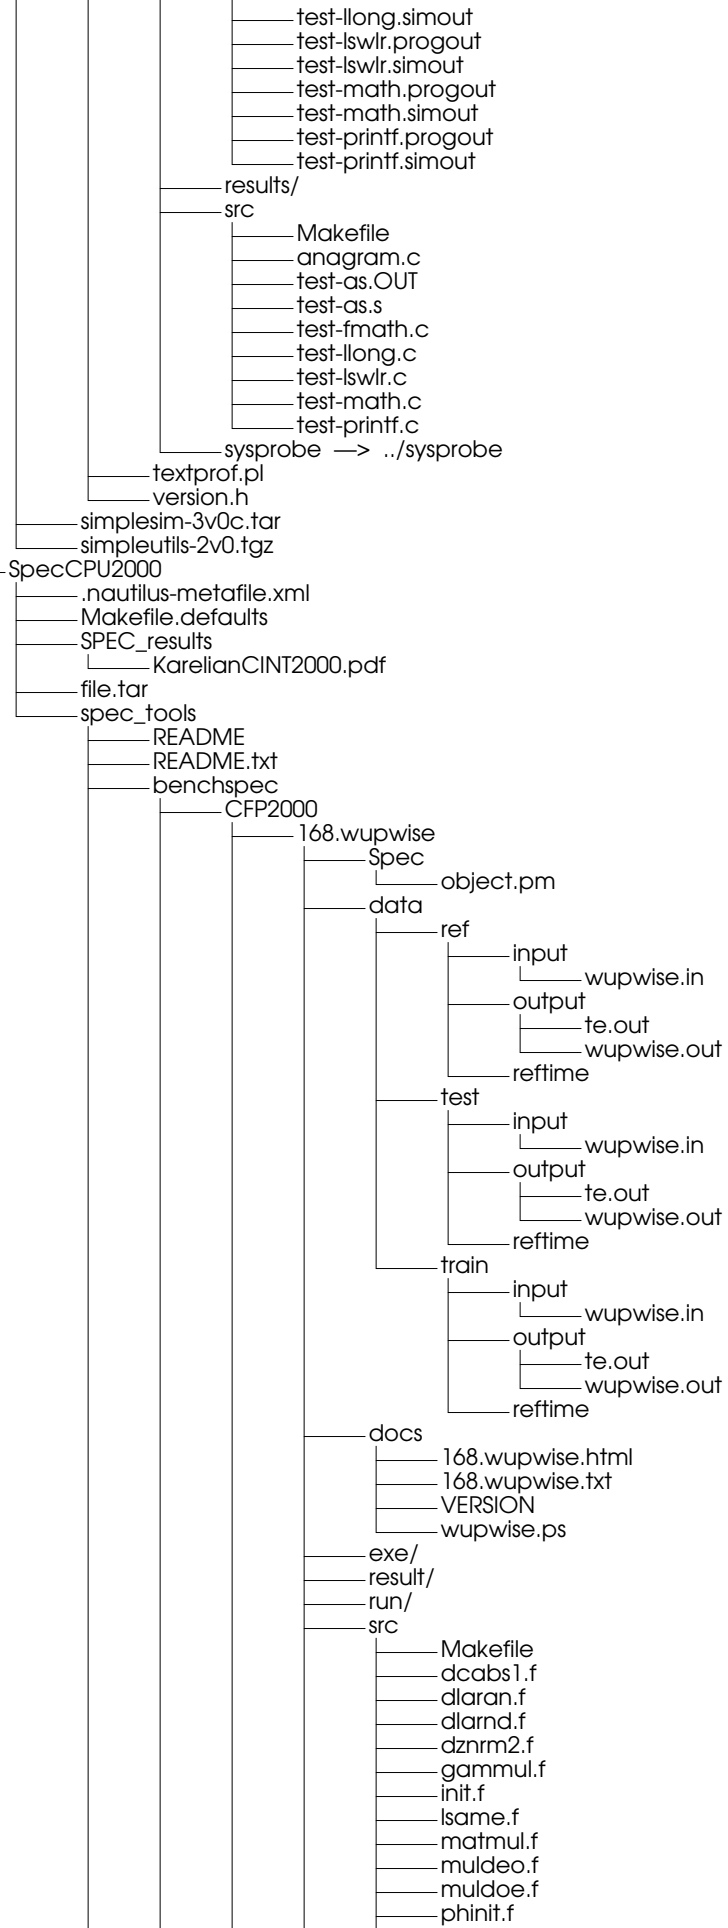 test-llong.simout
test-lswlr.progout
test-lswlr.simout
test-math.progout
test-math.simout
test-printf.progout
test-printf.simout
results/
src
Makefile
anagram.c
test-as.OUT
test-as.s
test-fmath.c
test-llong.c
test-lswlr.c
test-math.c
test-printf.c
sysprobe —> ../sysprobe
textprof.pl
version.h
simplesim-3v0c.tar
simpleutils-2v0.tgz
SpecCPU2000
.nautilus-metafile.xml
Makefile.defaults
SPEC_results
KarelianCINT2000.pdf
file.tar
spec_tools
README
README.txt
benchspec
CFP2000
168.wupwise
Spec
object.pm
data
ref
input
wupwise.in
output
te.out
wupwise.out
reftime
test
input
wupwise.in
output
te.out
wupwise.out
reftime
train
input
wupwise.in
output
te.out
wupwise.out
reftime
docs
168.wupwise.html
168.wupwise.txt
VERSION
wupwise.ps
exe/
result/
run/
src
Makefile
dcabs1.f
dlaran.f
dlarnd.f
dznrm2.f
gammul.f
init.f
lsame.f
matmul.f
muldeo.f
muldoe.f
phinit.f